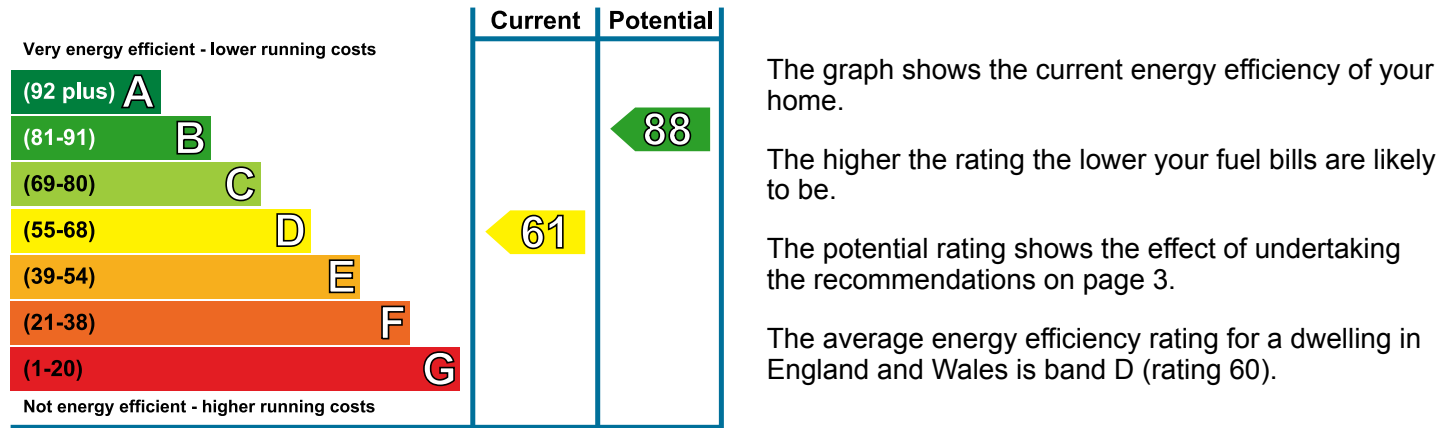 Current Potential
Very energy efficient - lower running costs
(92 plus) A
(81-91) B
88
(69-80) C
(55-68) D
61
(39-54) E
(21-38) F
(1-20) G
Not energy efficient - higher running costs
The graph shows the current energy efficiency of your
home.
The higher the rating the lower your fuel bills are likely
to be.
The potential rating shows the effect of undertaking
the recommendations on page 3.
The average energy efficiency rating for a dwelling in
England and Wales is band D (rating 60).